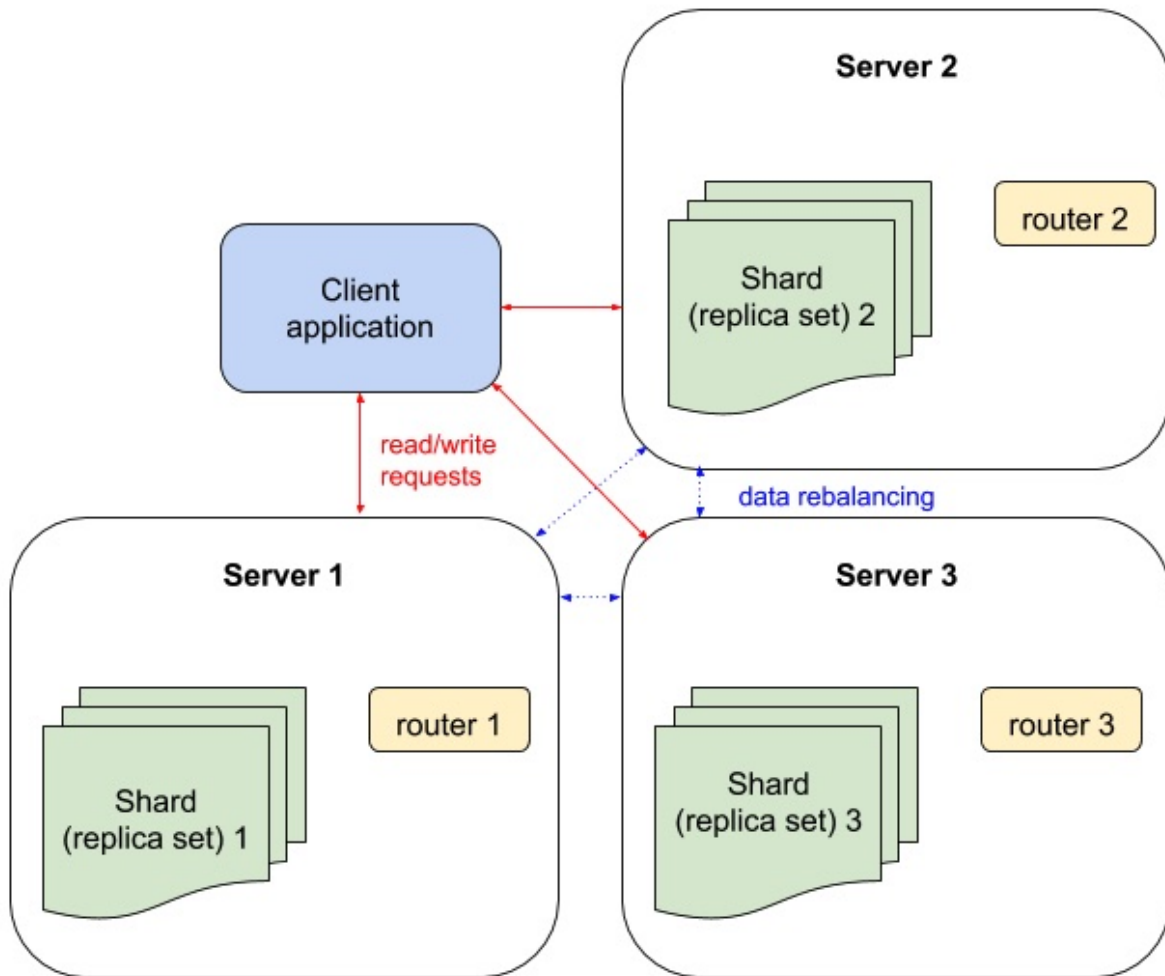 Server 2
router 2
Shard
(replica set) 2
Client
application
read/write
requests
data rebalancing
Server 1
router 1
Shard
(replica set) 1
Server 3
router 3
Shard
(replica set) 3